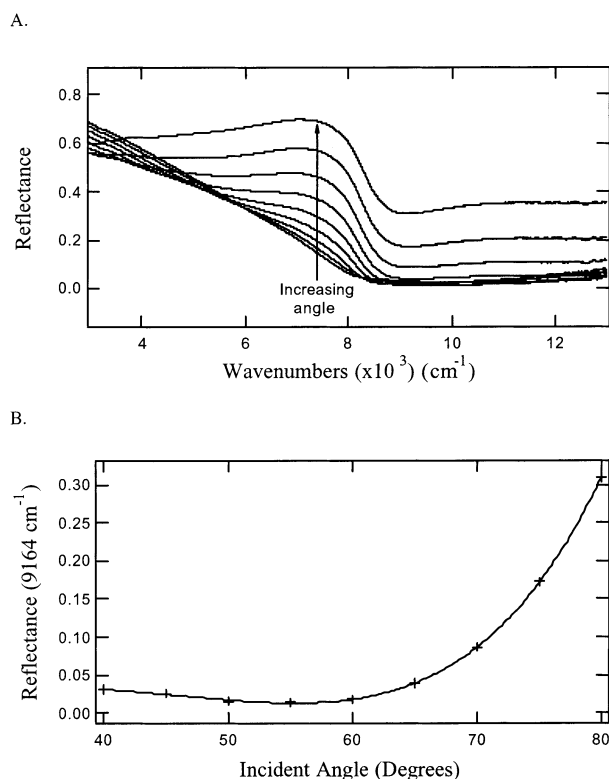 A.
0.8
0.6
0.4
0.2
0.0
Reflectance
Increasing
angle
4 6 8 10 12
Wavenumbers (x10 3) (cm-1)
B.
0.30
0.25
0.20
0.15
0.10
0.05
0.00
Reflectance (9164 cm-1)
40 50 60 70 80
Incident Angle (Degrees)